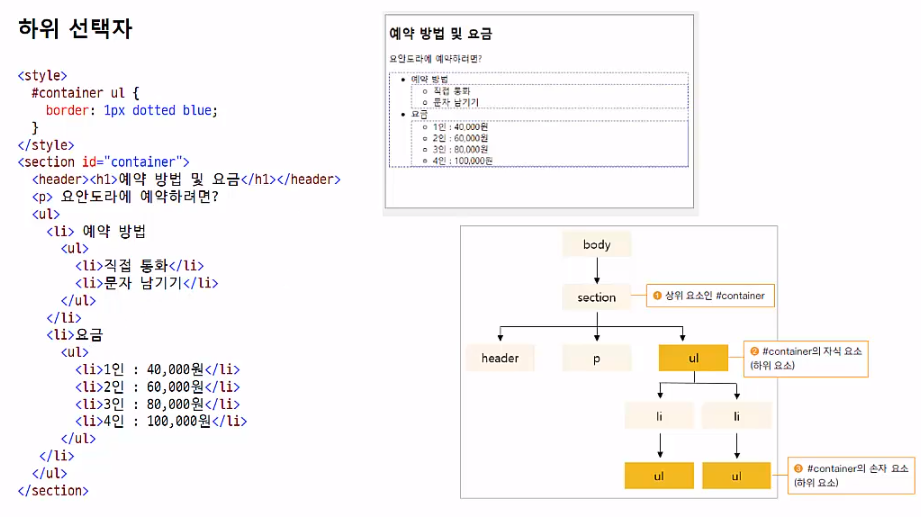 하위 선택자
<style>
#container ul {
border: 1px dotted blue;
}
</style>
<section id="container">
<header><h1>예약 방법 및 요금</h1></header>
<p> 요안도라에 예약하려면?
<ul>
<li> 예약 방법
<ul>
<li>직접 통화</li>
<li>문자 남기기</li>
</ul>
</li>
<li>요금
<ul>
<li>1인 : 40,000원</li>
<li>2인 : 60,000원</li>
<li>3인 : 80,000원</li>
<li>4인 : 100,000원</li>
</ul>
</li>
</ul>
</section>
예약 방법 및 요금
요안도라에 예약하려면?
예약 방법
직접 통화
문자 남기기
요금
1인 : 40,000원
2인 : 60,000원
3인 : 80,000원
4인 : 100,000원
body
section
❶ 상위 요소인 #container
header p ul
❷ #container의 자식 요소
(하위 요소)
li li
ul ul
❸ #container의 손자 요소
(하위 요소)